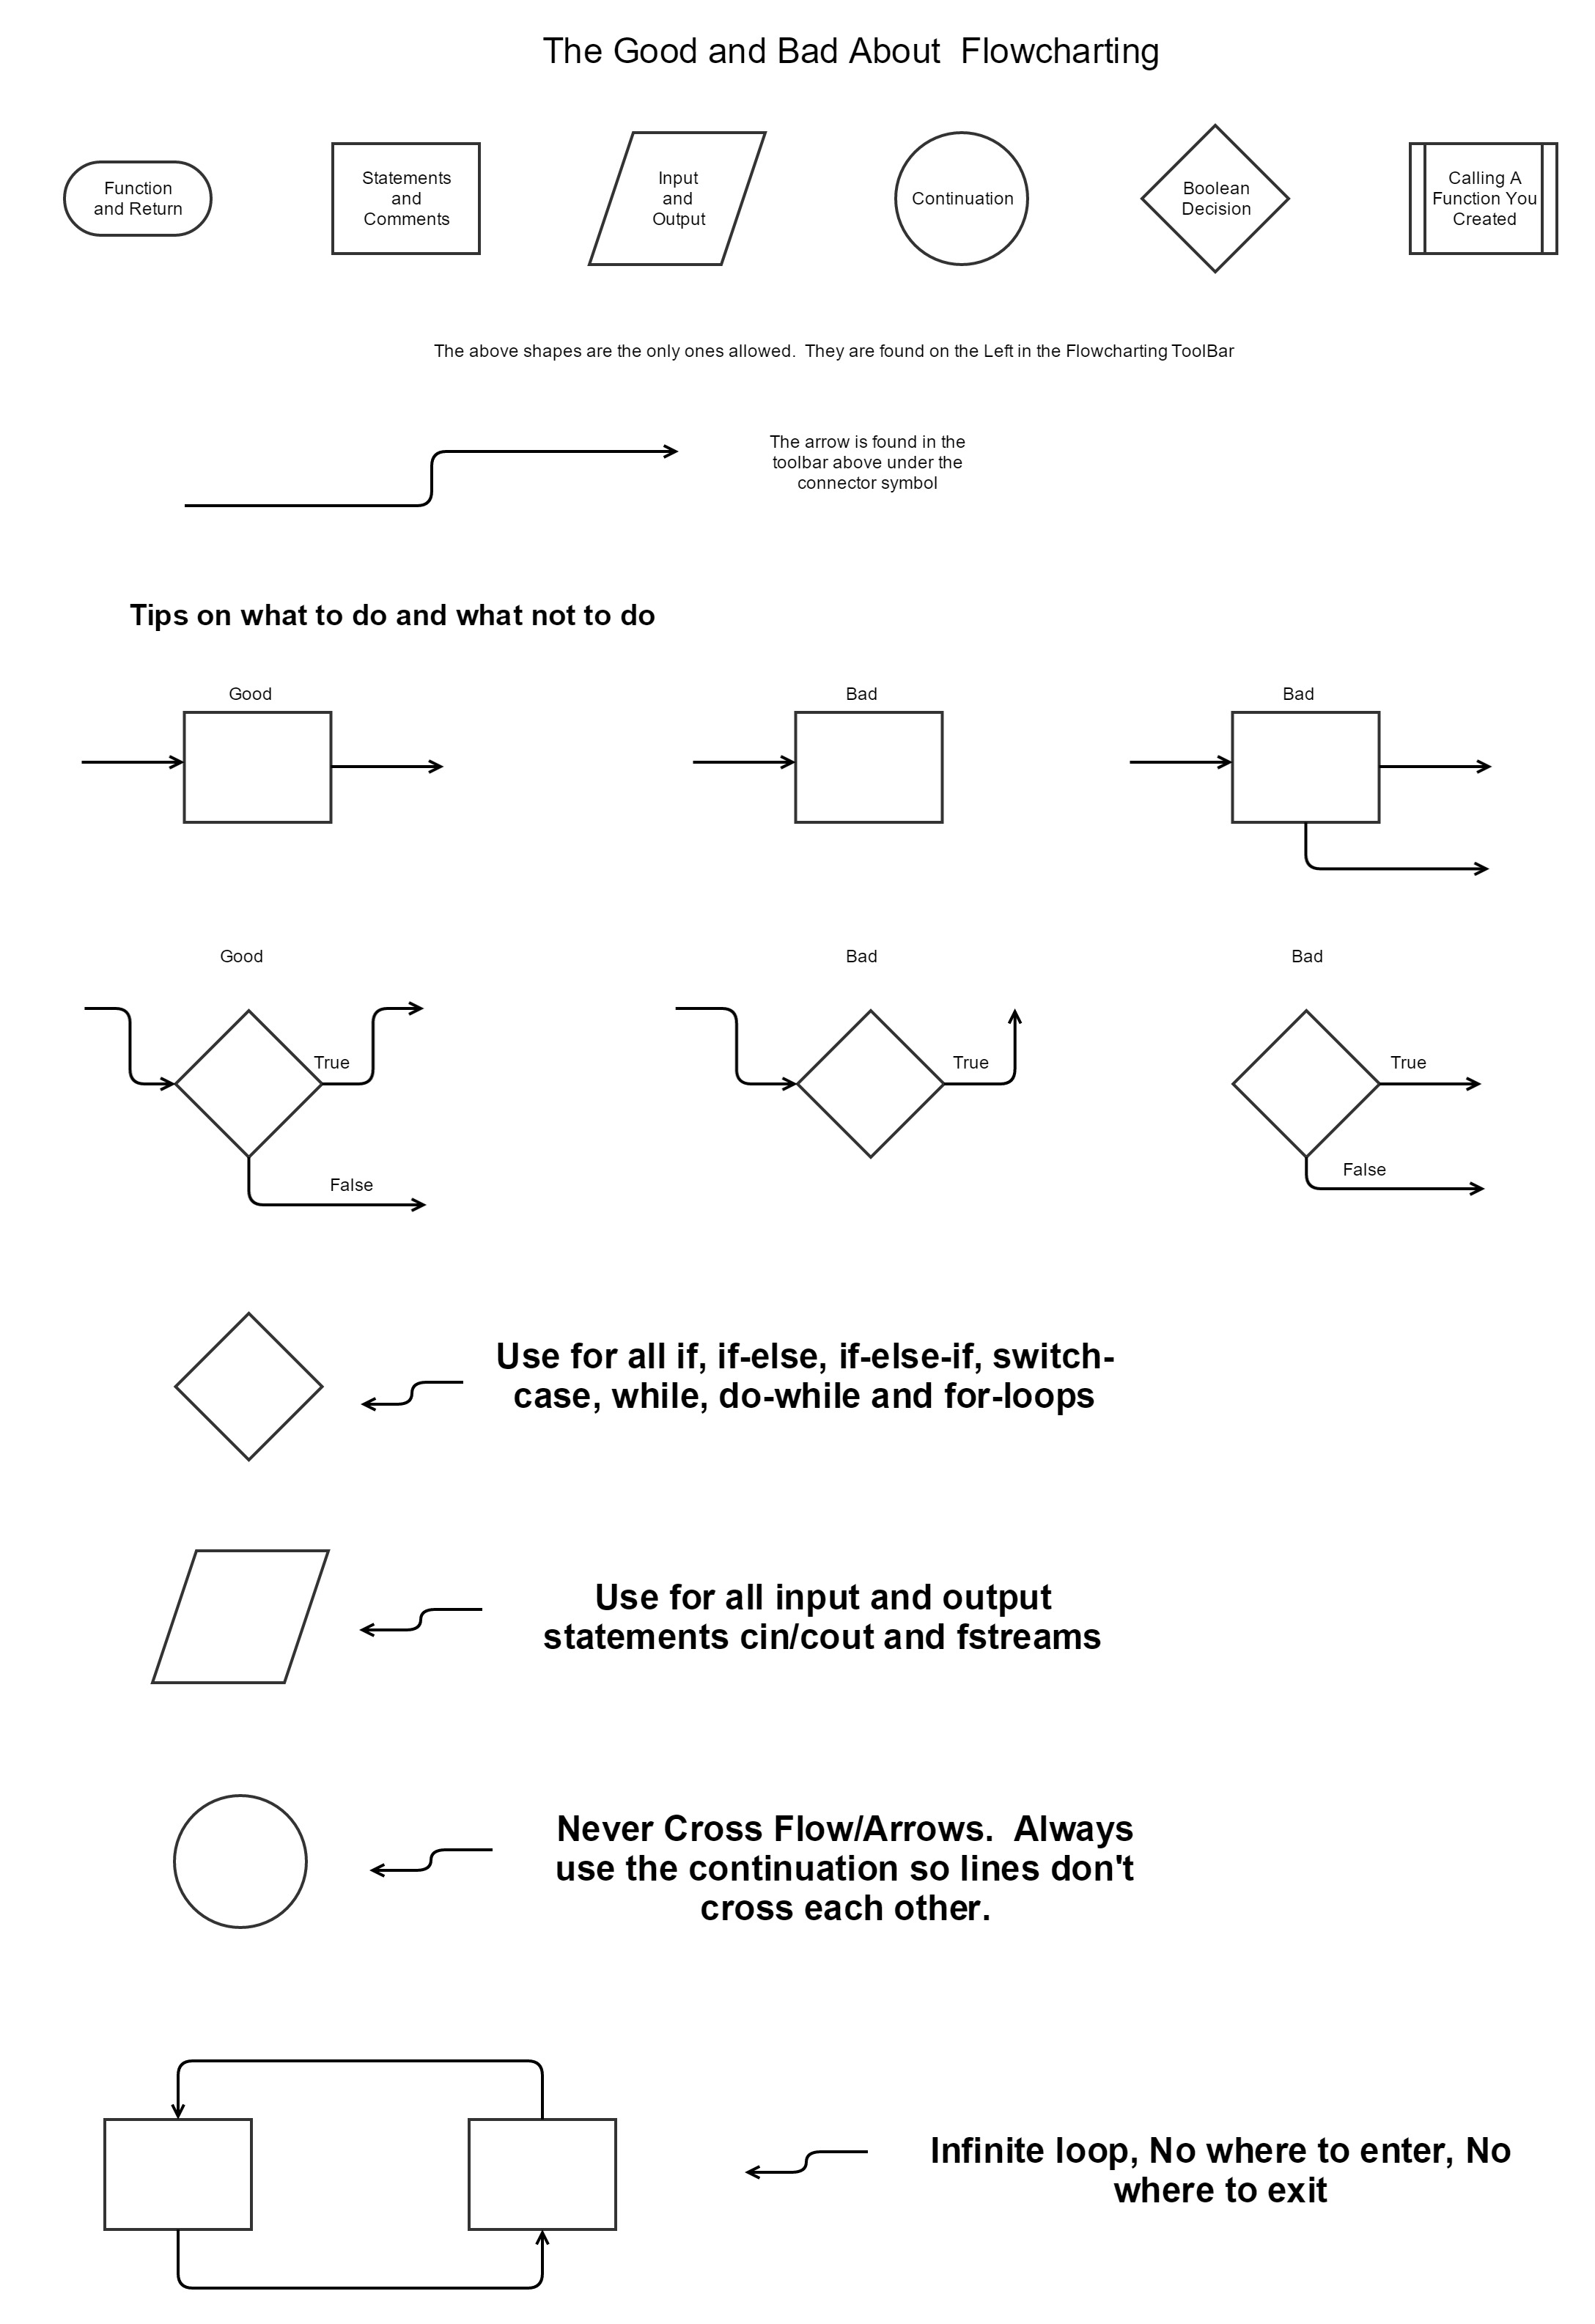 The Good and Bad About  Flowcharting
Function
and Return
Statements
and
Comments
Input
and
Output
Continuation
Boolean
Decision
Calling A
Function You
Created
The above shapes are the only ones allowed.  They are found on the Left in the Flowcharting ToolBar
The arrow is found in the
toolbar above under the
connector symbol
Tips on what to do and what not to do
Good
Bad
Bad
Good
Bad
Bad
True
False
True
True
False
Use for all if, if-else, if-else-if, switch-
case, while, do-while and for-loops
Use for all input and output
statements cin/cout and fstreams
Never Cross Flow/Arrows.  Always
use the continuation so lines don't
cross each other.
Infinite loop, No where to enter, No
where to exit